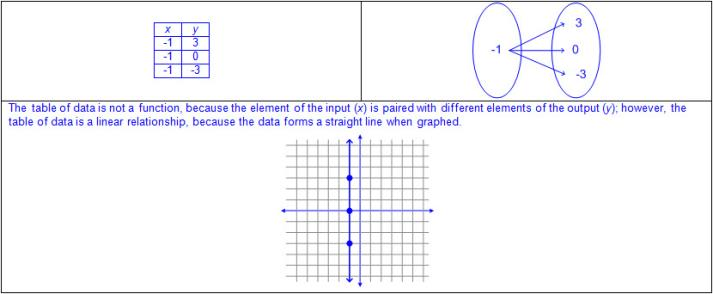 x y
-1 3
-1 0
-1 -3
-1
3
0
-3
The table of data is not a function, because the element of the input (x) is paired with different elements of the output (y); however, the
table of data is a linear relationship, because the data forms a straight line when graphed.